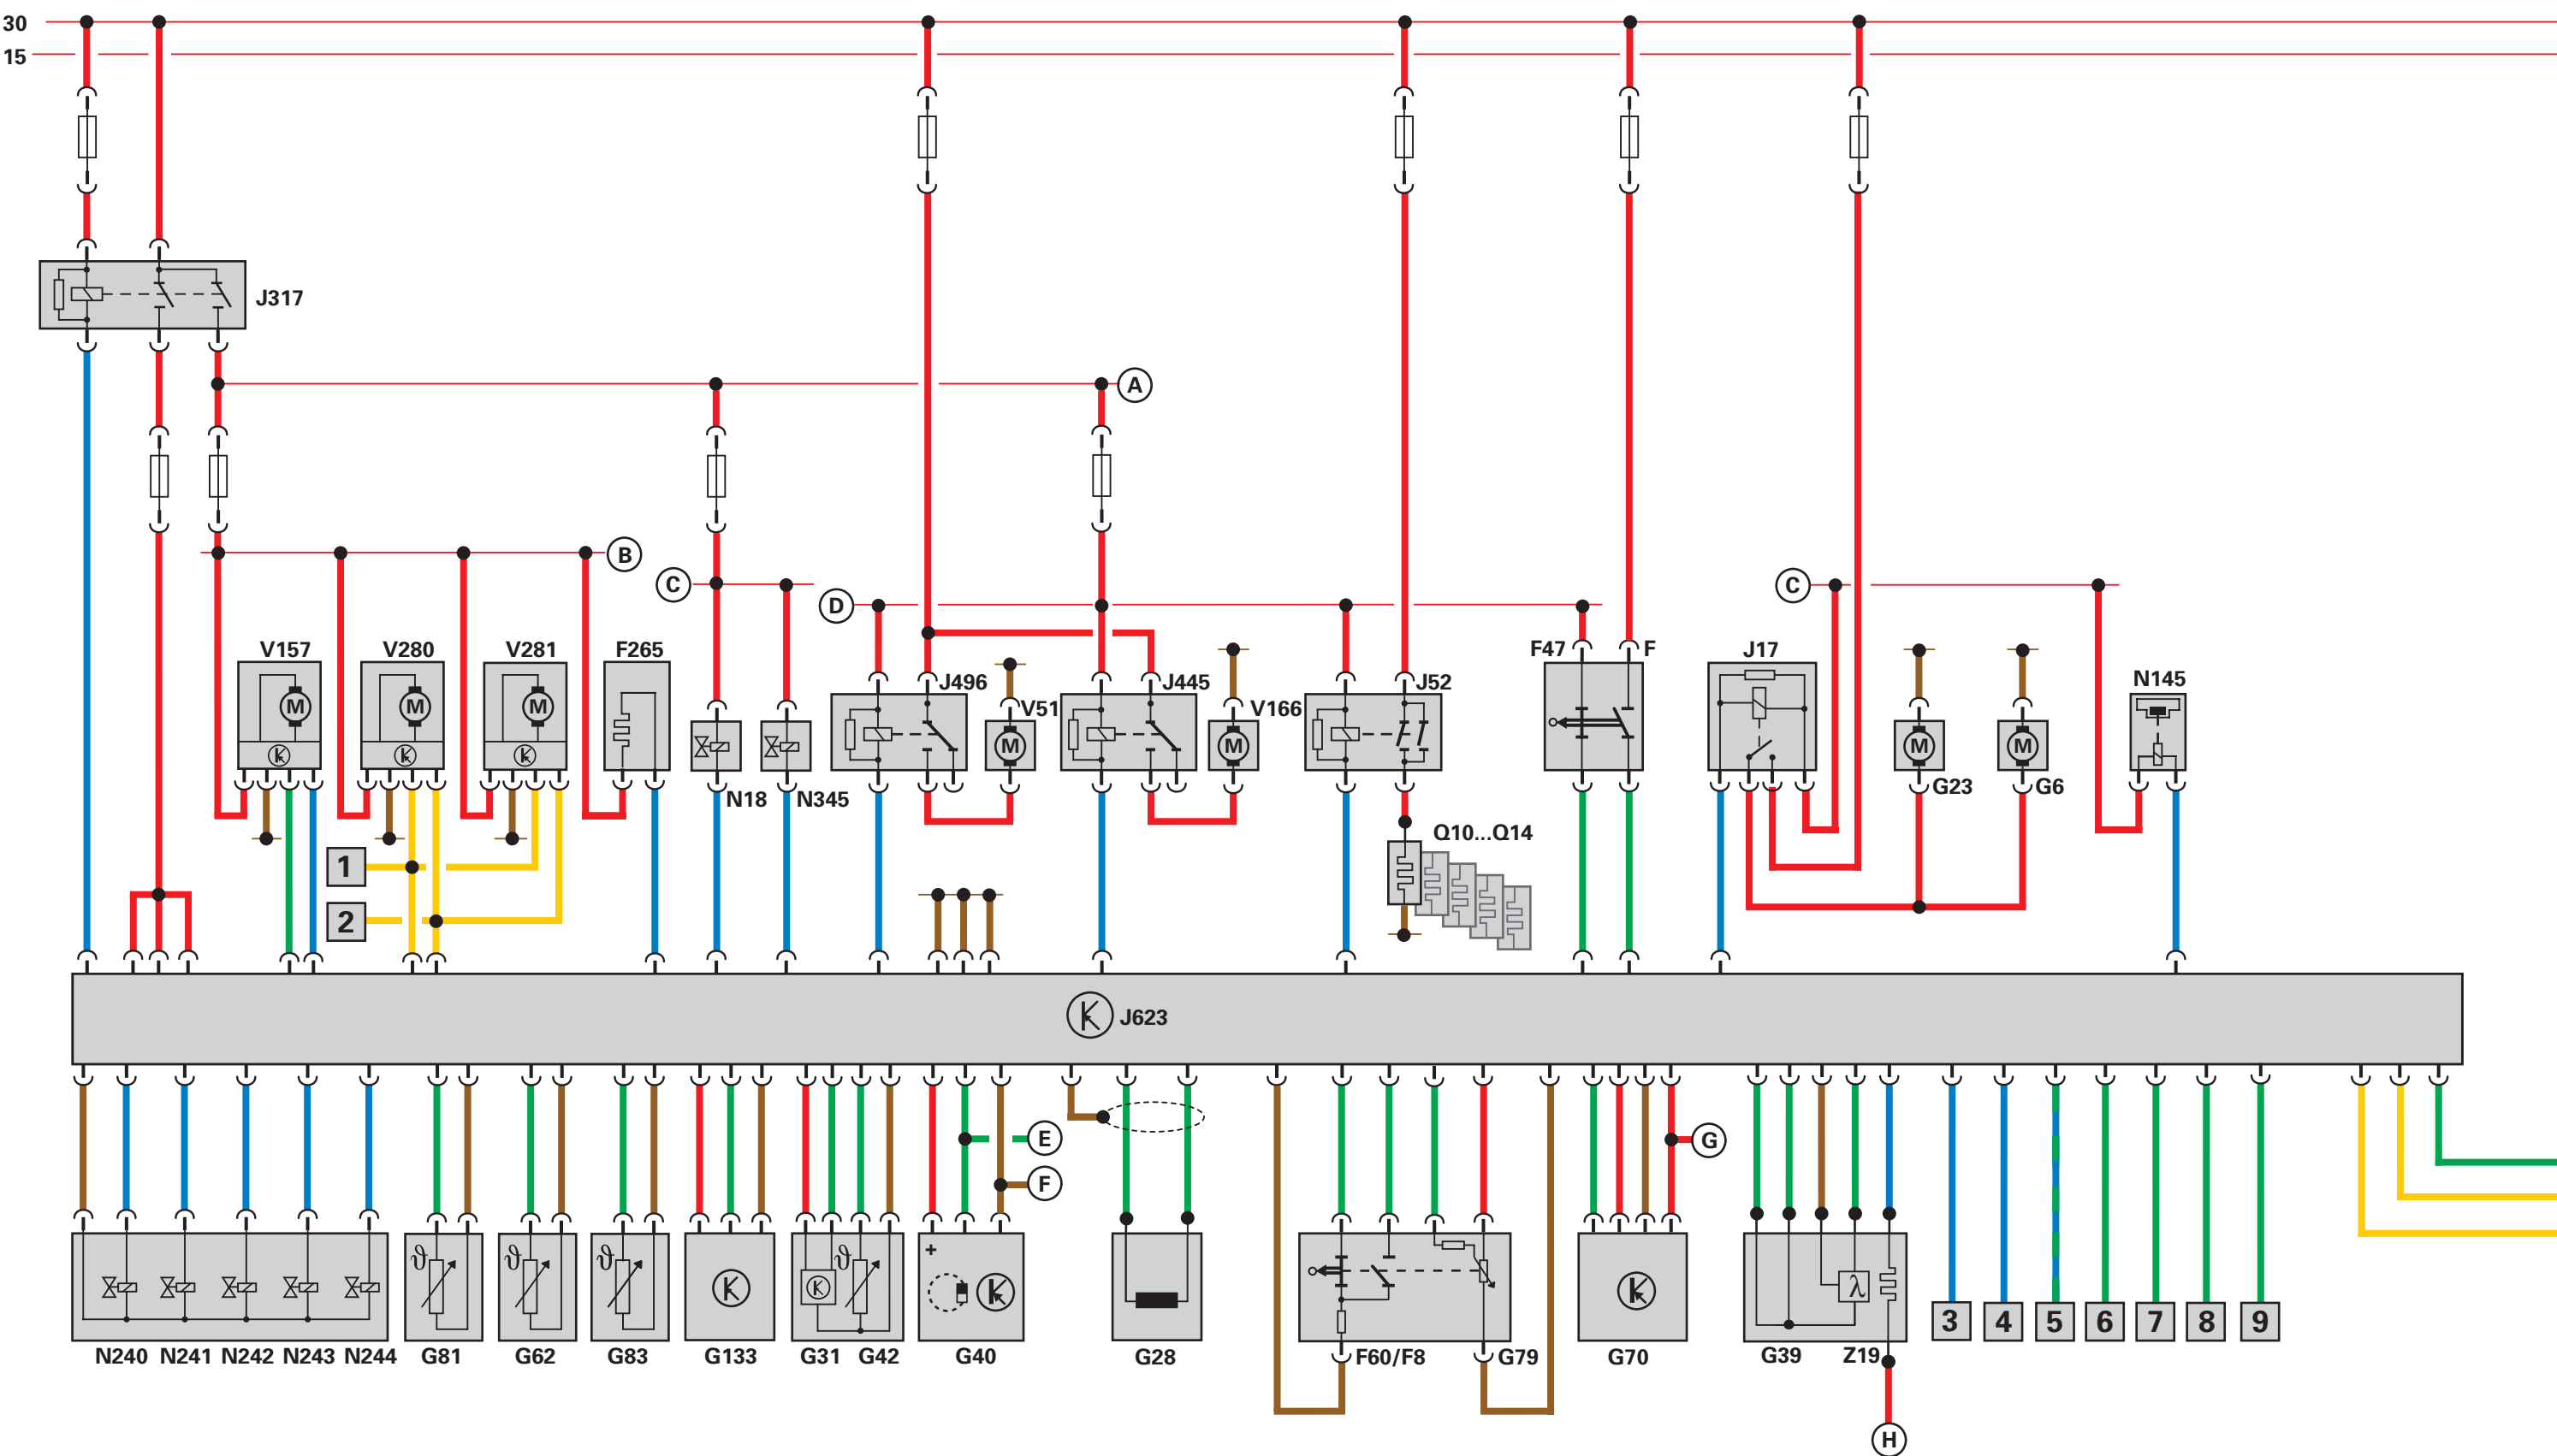 30
15
J317
A
B
C
D
C
V157 V280 V281 F265 F47 F J17
M M M
J496 J445 J52 N145
V51 V166
M M M M
N18 N345 G23 G6
Q10...Q14
1
2
J623
E
G
F
+
λ
ϑ ϑ ϑ ϑ
3 4 5 6 7 8 9
N240 N241 N242 N243 N244 G81 G62 G83 G133 G31 G42 G40 G28 F60/F8 G79 G70 G39 Z19
H